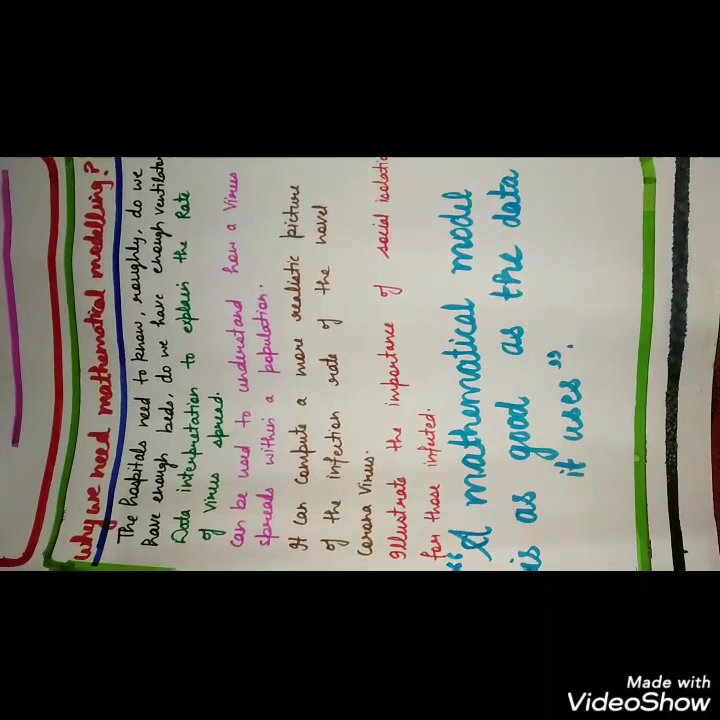 Why we need mathematical modelling?
The hospitals need to know, roughly, do we
have enough beds, do we have enough ventilators
Data interpretation to explain the Rate
of Virus spread.
Can be used to understand how a Virus
spreads within a population.
It can compute a more realistic picture
of the infection rate of the novel
Corona Virus.
Illustrate the importance of social isolatio
for those infected.
"A mathematical model
is as good as the data
it uses".
Made with
VideoShow